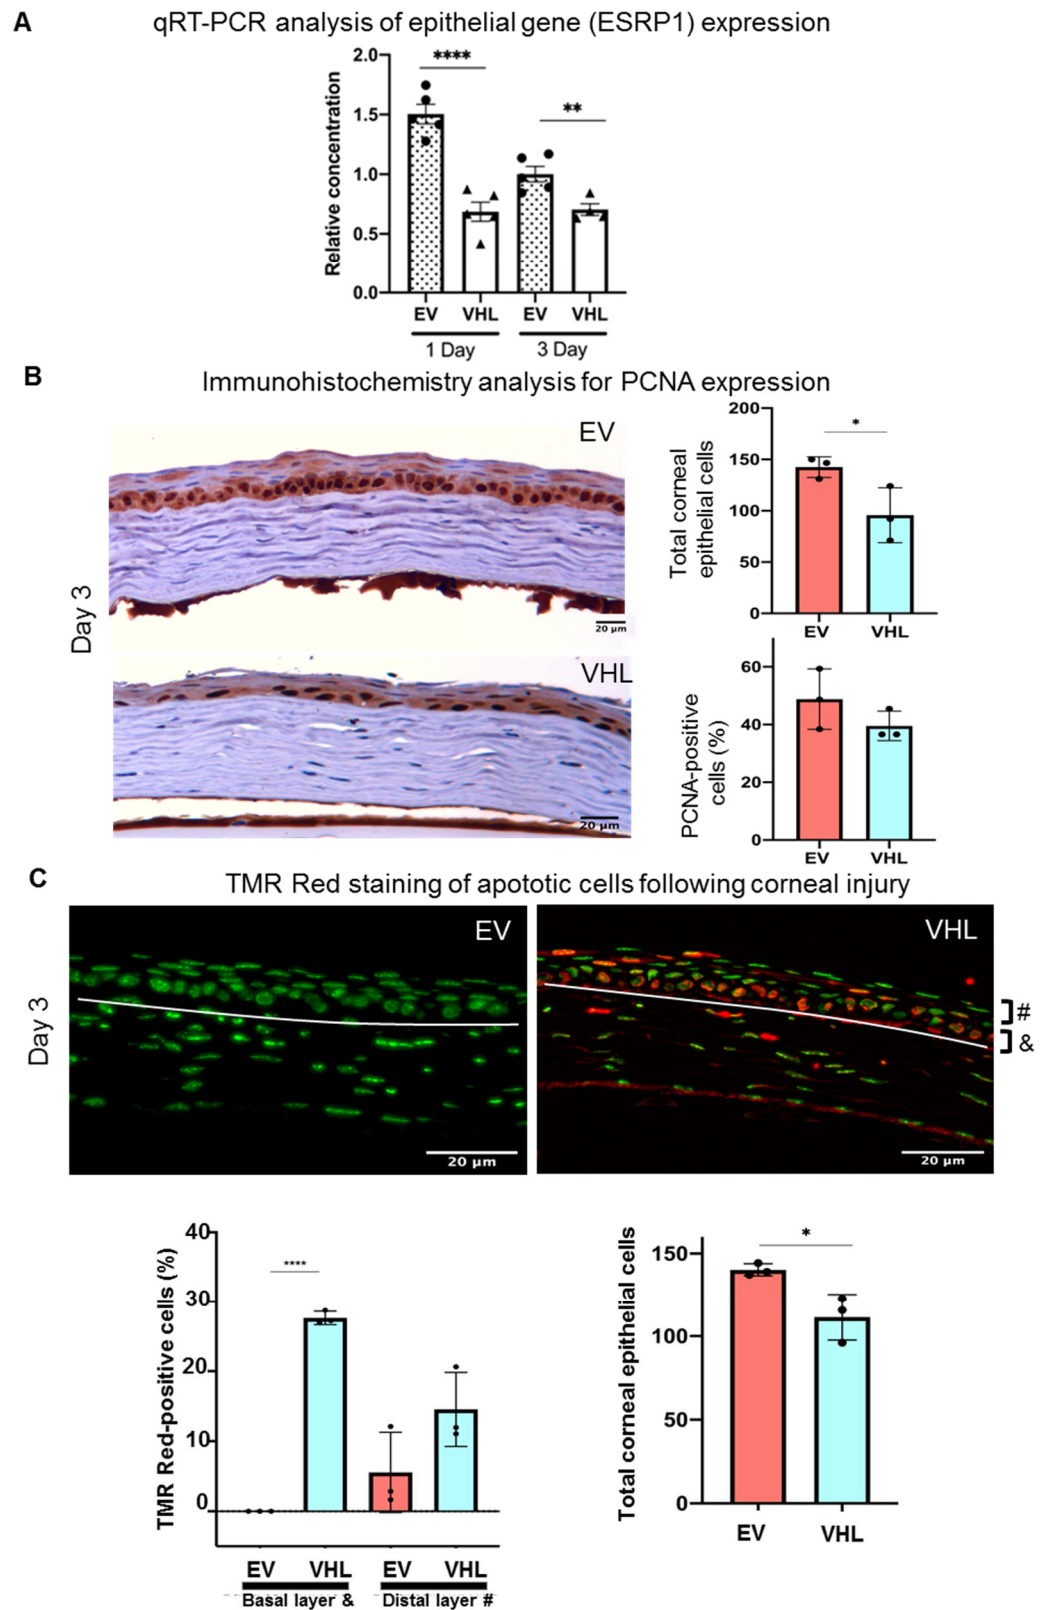 A
qRT-PCR analysis of epithelial gene (ESRP1) expression
Relative concentration
2.0
1.5
1.0
0.5
0.0
****
**
EV VHL EV VHL
1 Day 3 Day
B
Immunohistochemistry analysis for PCNA expression
Day 3
EV
20 μm
VHL
20 μm
Total corneal
epithelial cells
200
150
100
50
0
*
EV VHL
PCNA-positive
cells (%)
60
40
20
0
EV VHL
C
TMR Red staining of apototic cells following corneal injury
Day 3
EV
20 μm
VHL
20 μm
#
&
TMR Red-positive cells (%)
40
30
20
10
0
****
EV VHL EV VHL
Basal layer & Distal layer #
Total corneal epithelial cells
150
100
50
0
*
EV VHL